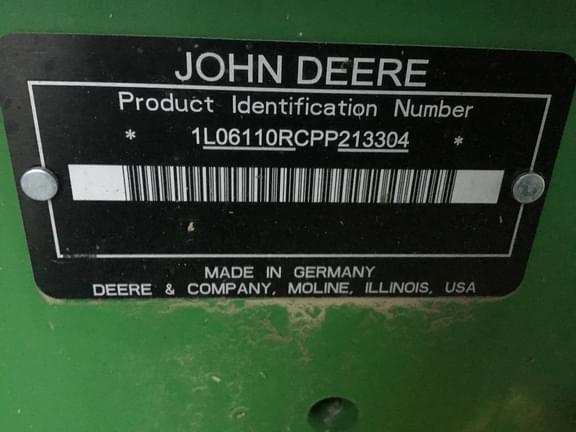 JOHN DEERE
Product Identification Number
* 1L06110RCPP213304 *
MADE IN GERMANY
DEERE & COMPANY, MOLINE, ILLINOIS, USA